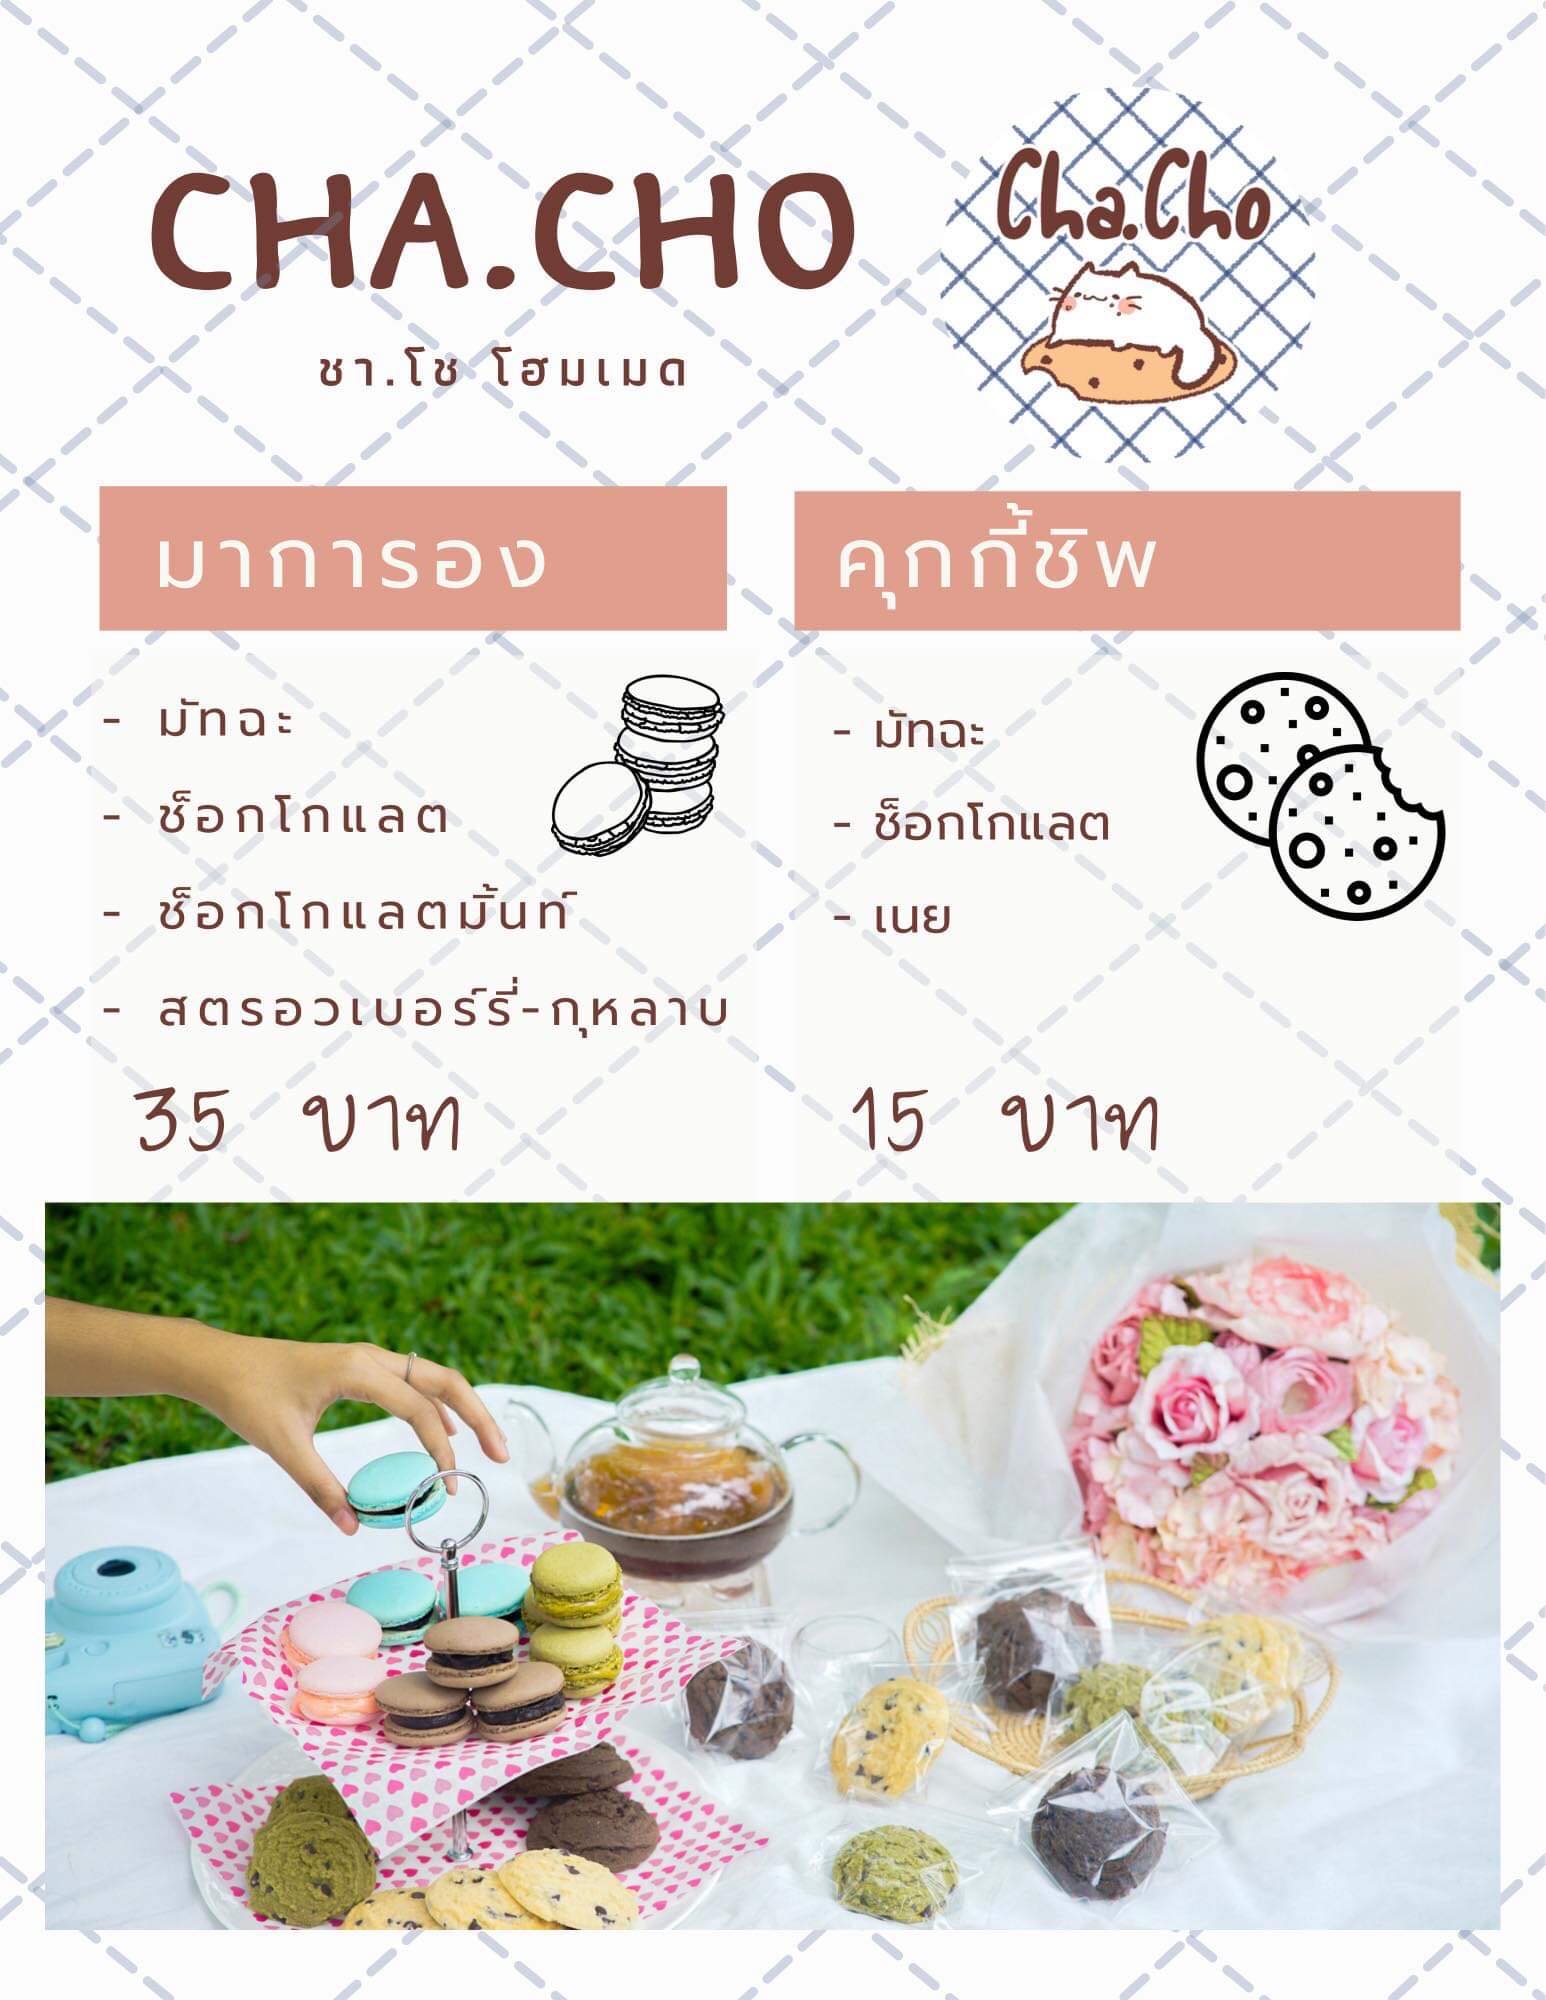 CHA.CHO
Cha.Cho
ชา.โช โฮมเมด
มาการอง
- มัทฉะ
- ช็อกโกแลต
- ช็อกโกแลตมิ้นท์
- สตรอวเบอร์รี่-กุหลาบ
35 บาท
คุกกี้ชิพ
- มัทฉะ
- ช็อกโกแลต
- เนย
15 บาท